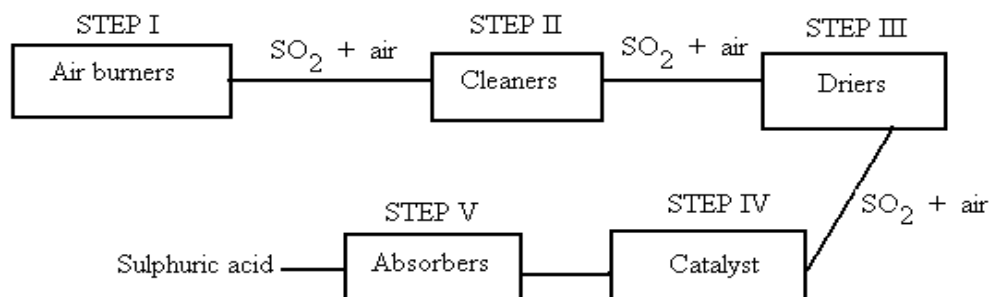 STEP I
STEP II
STEP III
SO2 + air
SO2 + air
Air burners
Cleaners
Driers
SO2 + air
STEP V
STEP IV
Sulphuric acid
Absorbers
Catalyst